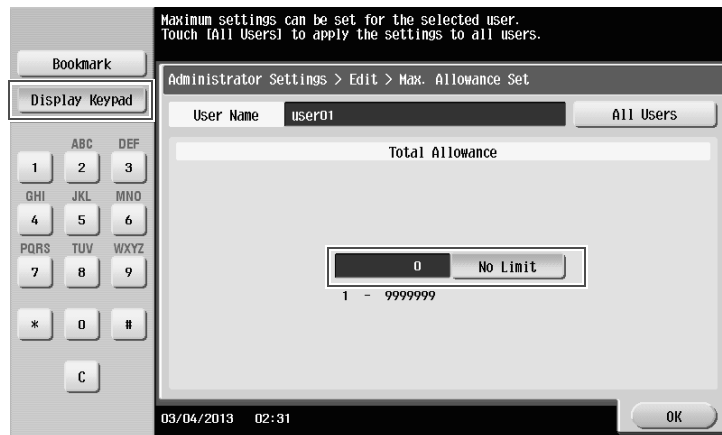 Maximum settings can be set for the selected user.
Touch [All Users] to apply the settings to all users.
Bookmark
Display Keypad
ABC DEF
1 2 3
GHI JKL MNO
4 5 6
PQRS TUV WXYZ
7 8 9
* 0 #
C
Administrator Settings > Edit > Max. Allowance Set
User Name user01 All Users
Total Allowance
0 No Limit
1 - 9999999
03/04/2013 02:31
OK